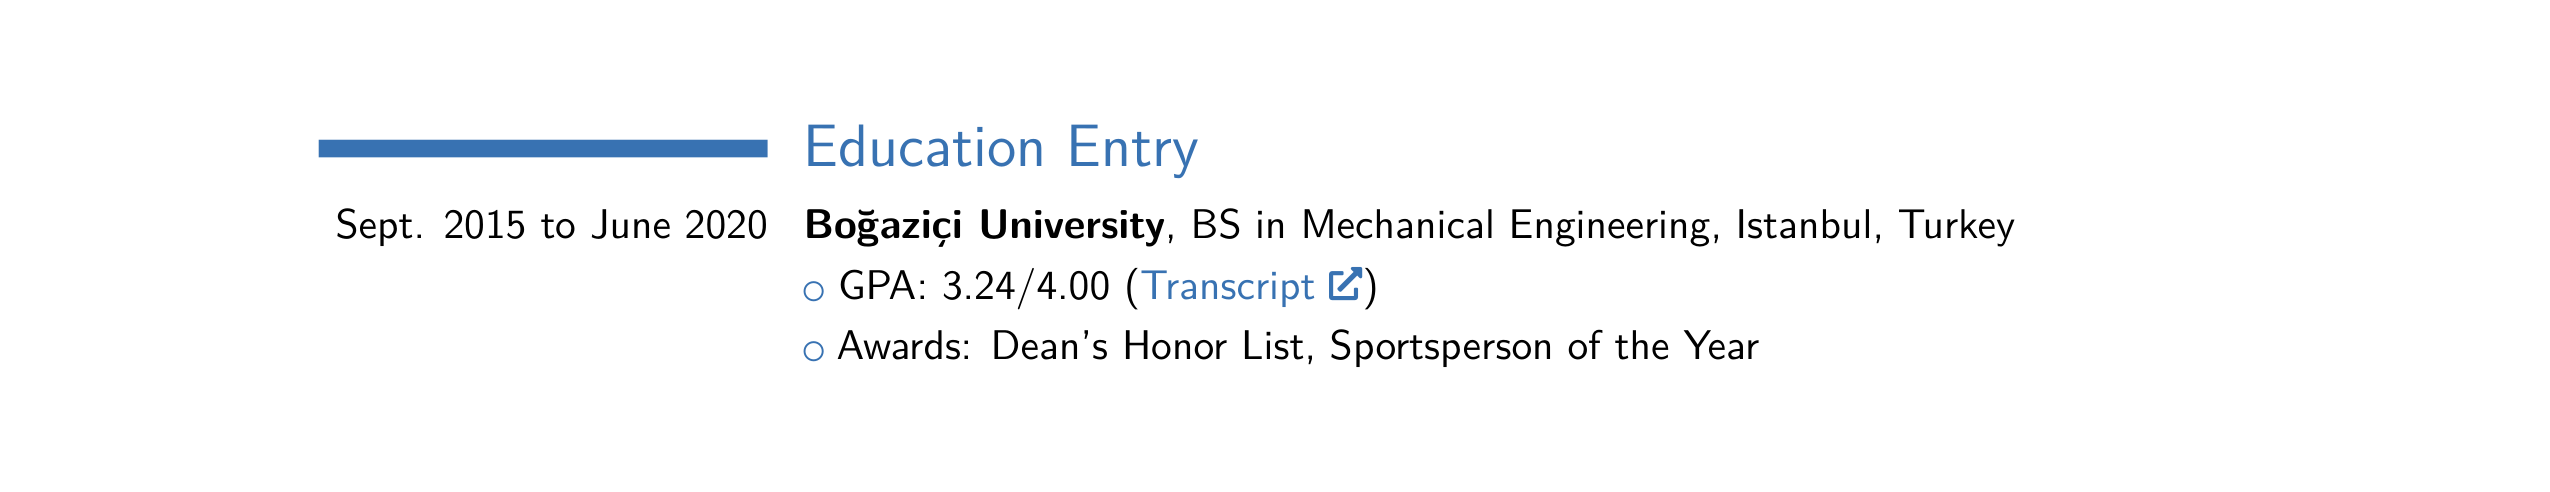 Education Entry
Sept. 2015 to June 2020 Boğaziçi University, BS in Mechanical Engineering, Istanbul, Turkey
GPA: 3.24/4.00 (Transcript)
Awards: Dean's Honor List, Sportsperson of the Year